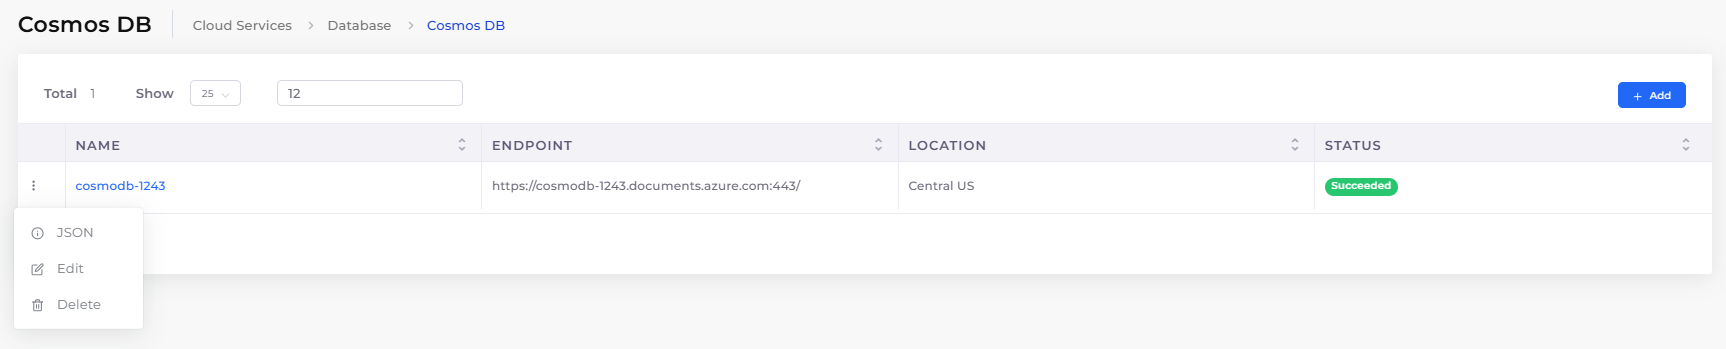 Cosmos DB Cloud Services > Database > Cosmos DB
Total 1 Show 25 12 + Add
NAME ENDPOINT LOCATION STATUS
cosmodb-1243 https://cosmodb-1243.documents.azure.com:443/ Central US Succeeded
JSON
Edit
Delete